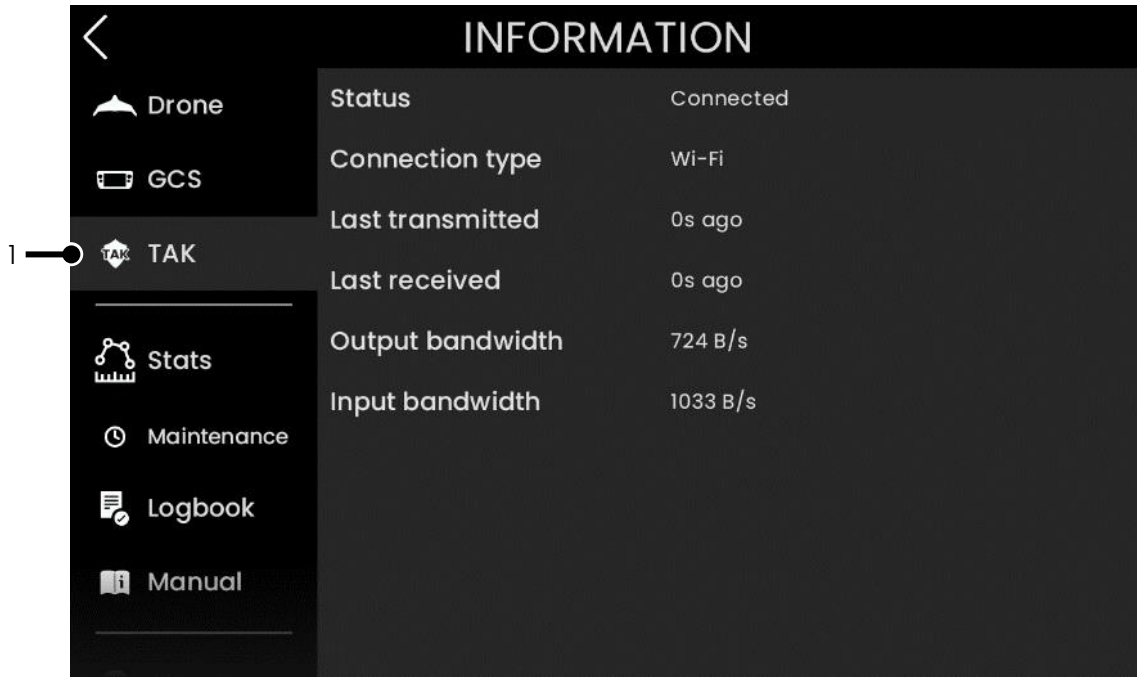 INFORMATION
Drone
GCS
1
TAK TAK
Stats
Maintenance
Logbook
Manual
Status Connected
Connection type Wi-Fi
Last transmitted 0s ago
Last received 0s ago
Output bandwidth 724 B/s
Input bandwidth 1033 B/s